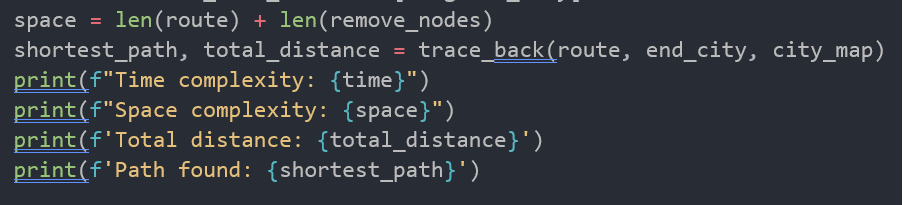 space = len(route) + len(remove_nodes)
shortest_path, total_distance = trace_back(route, end_city, city_map)
print(f"Time complexity: {time}")
print(f"Space complexity: {space}")
print(f'Total distance: {total_distance}')
print(f'Path found: {shortest_path}')